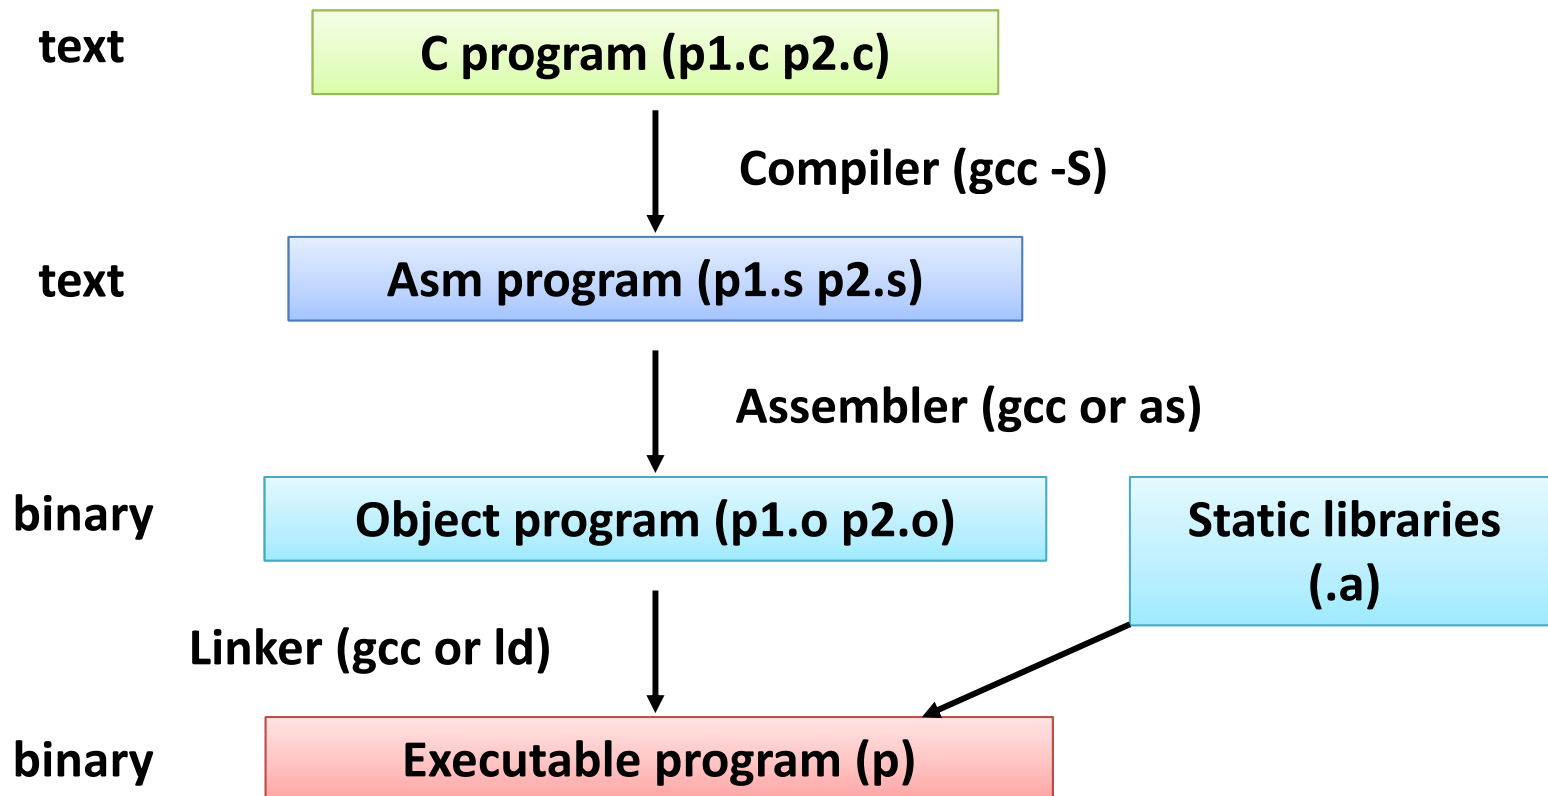 text
C program (p1.c p2.c)
Compiler (gcc -S)
text
Asm program (p1.s p2.s)
Assembler (gcc or as)
binary
Object program (p1.o p2.o)
Static libraries
(.a)
Linker (gcc or ld)
binary
Executable program (p)